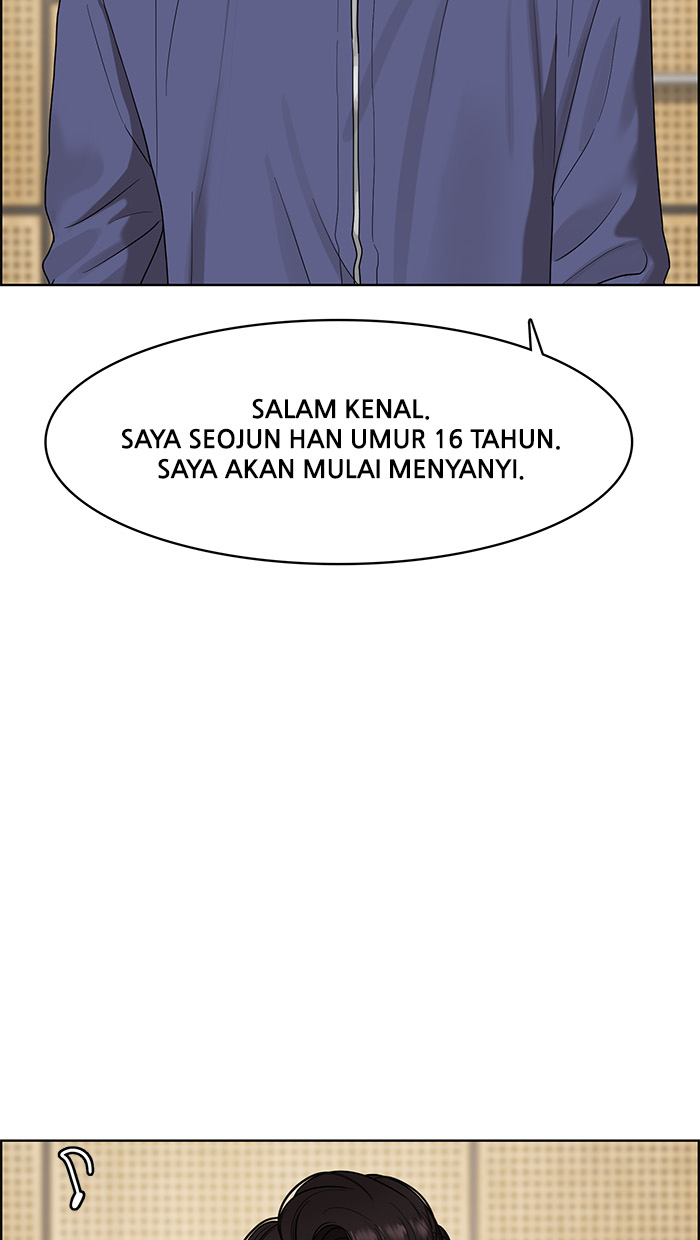 SALAM KENAL.
SAYA SEOJUN HAN UMUR 16 TAHUN.
SAYA AKAN MULAI MENYANYI.